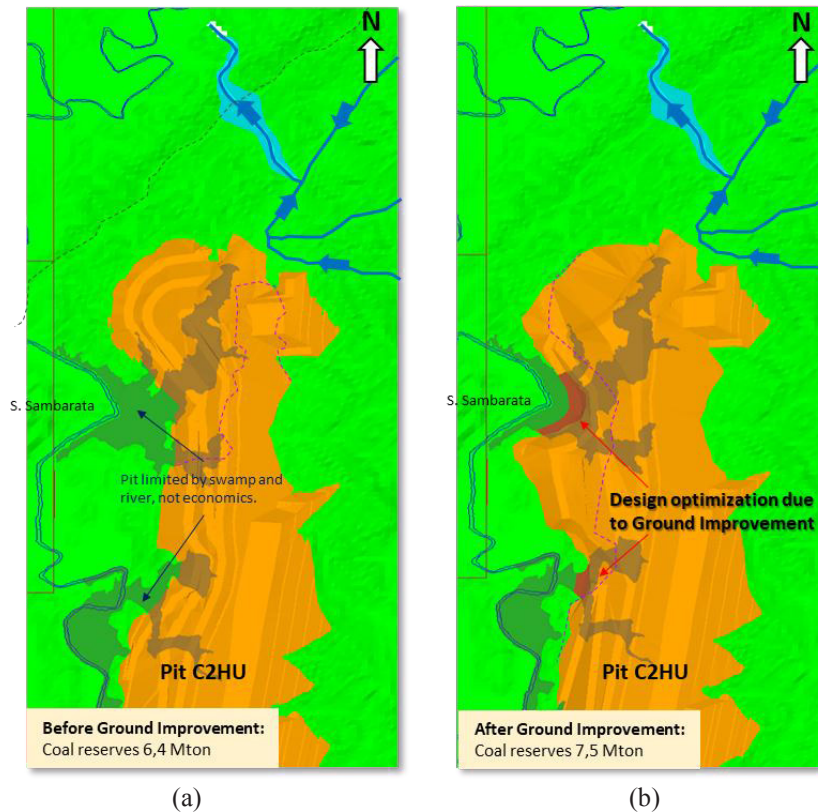 N
S. Sambarata
Pit limited by swamp and
river, not economics.
Pit C2HU
Before Ground Improvement:
Coal reserves 6,4 Mton
(a)
N
S. Sambarata
Design optimization due
to Ground Improvement
Pit C2HU
After Ground Improvement:
Coal reserves 7,5 Mton
(b)